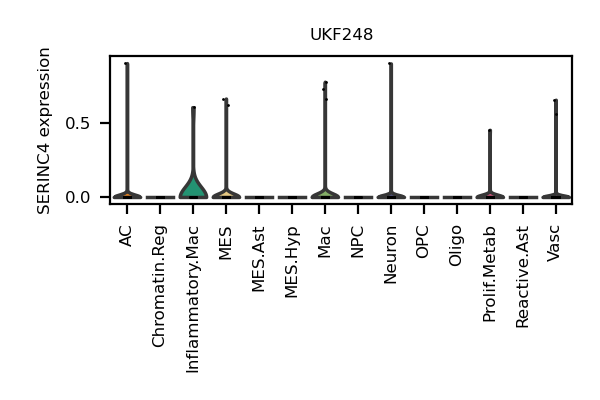 UKF248
SERINC4 expression
0.5
0.0
AC
Chromatin.Reg
Inflammatory.Mac
MES
MES.Ast
MES.Hyp
Mac
NPC
Neuron
OPC
Oligo
Prolif.Metab
Reactive.Ast
Vasc